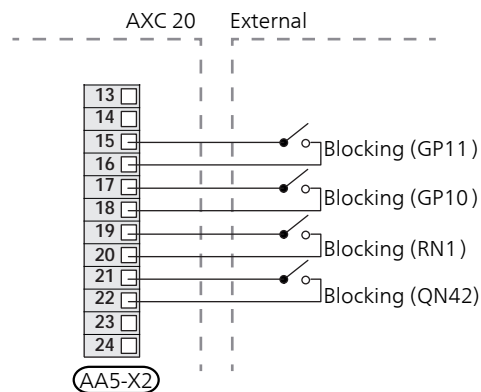 AXC 20 External
13
14
15
Blocking (GP11)
16
17
Blocking (GP10)
18
19
Blocking (RN1)
20
21
Blocking (QN42)
22
23
24
AA5-X2